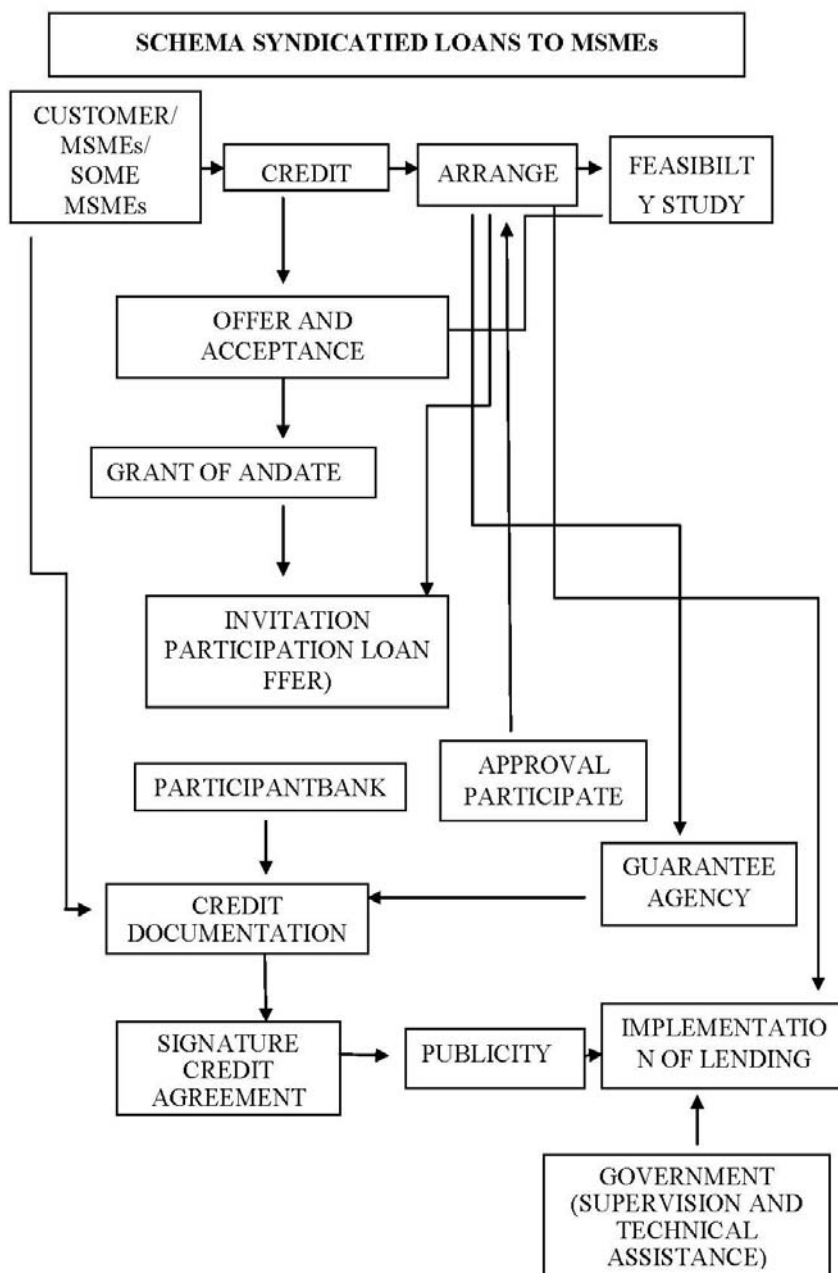 SCHEMA SYNDICATIED LOANS TO MSMEs
CUSTOMER/
MSMEs/
SOME
MSMEs
CREDIT
ARRANGE
FEASIBILT
Y STUDY
OFFER AND
ACCEPTANCE
GRANT OF ANDATE
INVITATION
PARTICIPATION LOAN
FFER)
PARTICIPANTBANK
APPROVAL
PARTICIPATE
GUARANTEE
AGENCY
CREDIT
DOCUMENTATION
SIGNATURE
CREDIT
AGREEMENT
PUBLICITY
IMPLEMENTATIO
N OF LENDING
GOVERNMENT
(SUPERVISION AND
TECHNICAL
ASSISTANCE)